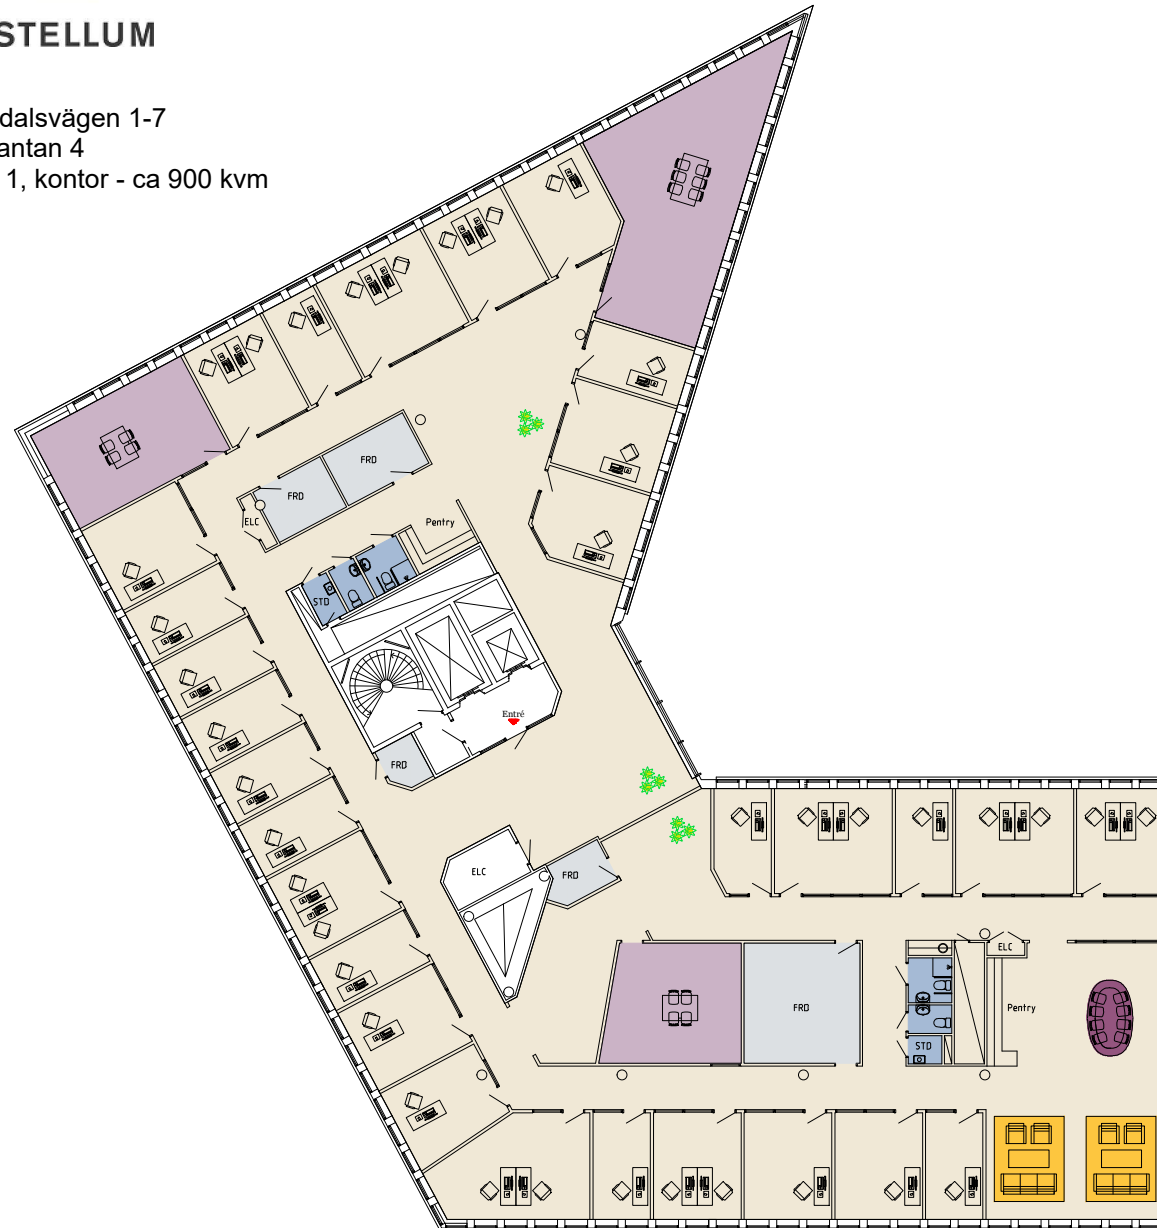 STELLUM
dalsvägen 1-7
antan 4
1, kontor - ca 900 kvm
FRD
FRD
ELC
Pentry
STD
Entré
FRD
ELC
FRD
ELC
FRD
Pentry
STD